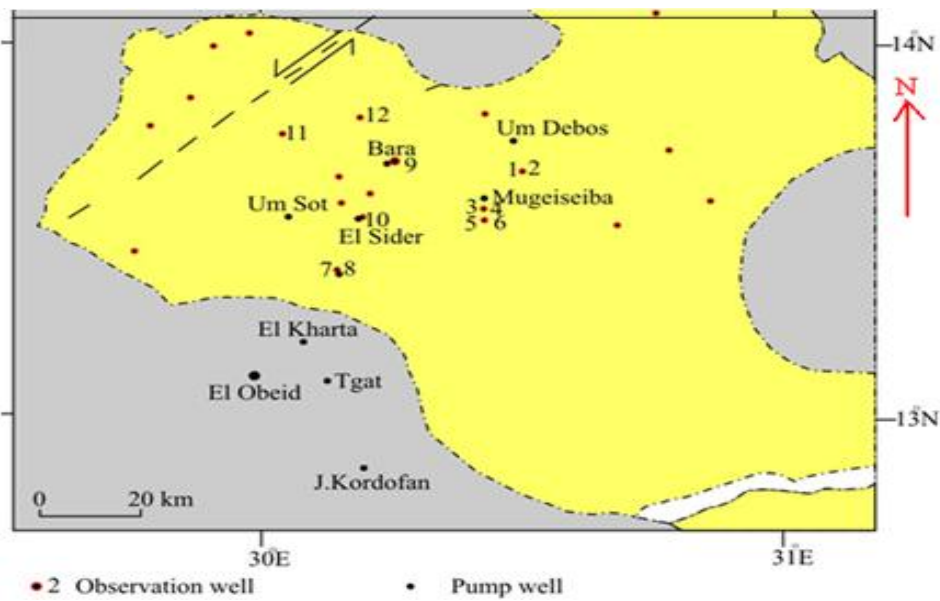 14N
N
12
11
Um Debos
Bara
9
1 2
Um Sot
Mugeiseiba
3 4
10
5 6
El Sider
7 8
El Kharta
Tgat
El Obeid
13N
J.Kordofan
0 20 km
30E 31E
2 Observation well Pump well